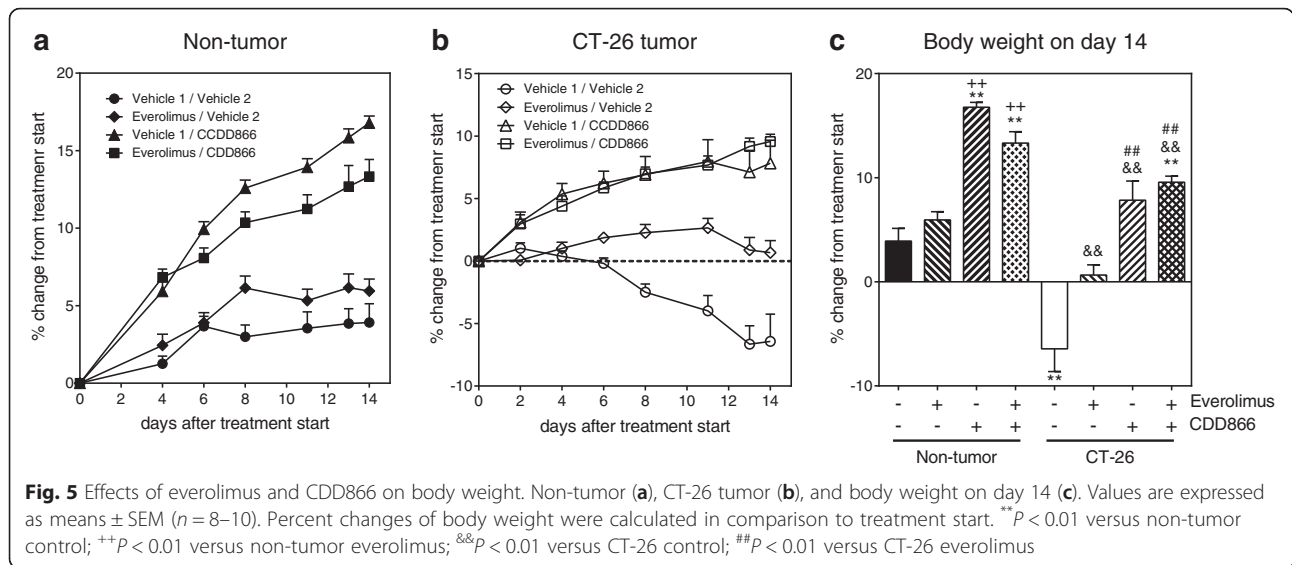 a Non-tumor
20
15
10
5
0
% change from treatmenr start
Vehicle 1 / Vehicle 2
Everolimus / Vehicle 2
Vehicle 1 / CCDD866
Everolimus / CDD866
0 2 4 6 8 10 12 14
days after treatment start
b CT-26 tumor
15
10
5
0
-5
-10
% change from treatment start
Vehicle 1 / Vehicle 2
Everolimus / Vehicle 2
Vehicle 1 / CCDD866
Everolimus / CDD866
0 2 4 6 8 10 12 14
days after treatment start
c Body weight on day 14
20
10
0
-10
% change from treatment start
++
**
++
**
**
&&
##
&&
##
&&
**
- + - + - + - + Everolimus
- - + + - - + + CDD866
Non-tumor CT-26
Fig. 5 Effects of everolimus and CDD866 on body weight. Non-tumor (a), CT-26 tumor (b), and body weight on day 14 (c). Values are expressed
as means ± SEM (n = 8–10). Percent changes of body weight were calculated in comparison to treatment start. **P < 0.01 versus non-tumor
control; ++P < 0.01 versus non-tumor everolimus; &&P < 0.01 versus CT-26 control; ##P < 0.01 versus CT-26 everolimus